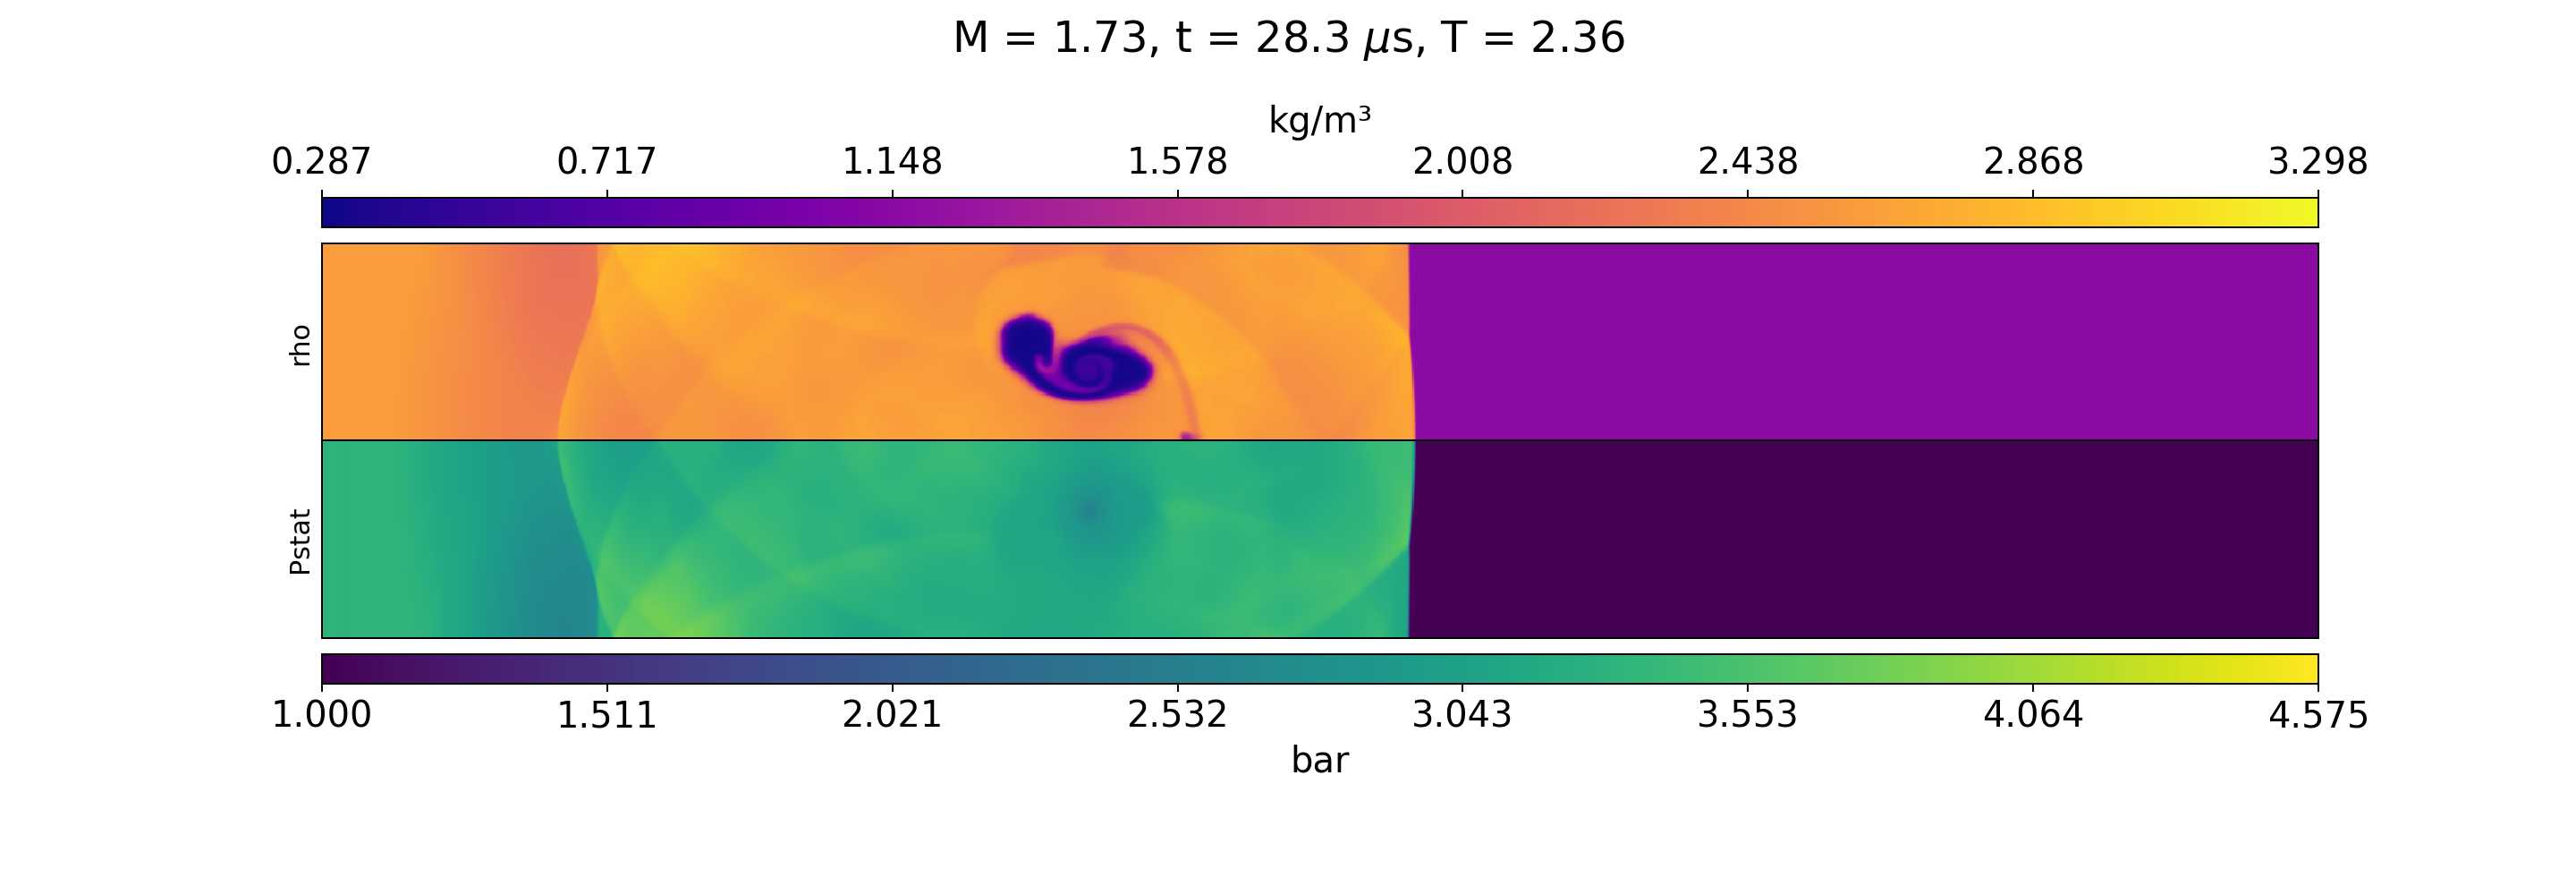 M = 1.73, t = 28.3 μs, T = 2.36
kg/m³
0.287 0.717 1.148 1.578 2.008 2.438 2.868 3.298
rho
Pstat
1.000 1.511 2.021 2.532 3.043 3.553 4.064 4.575
bar